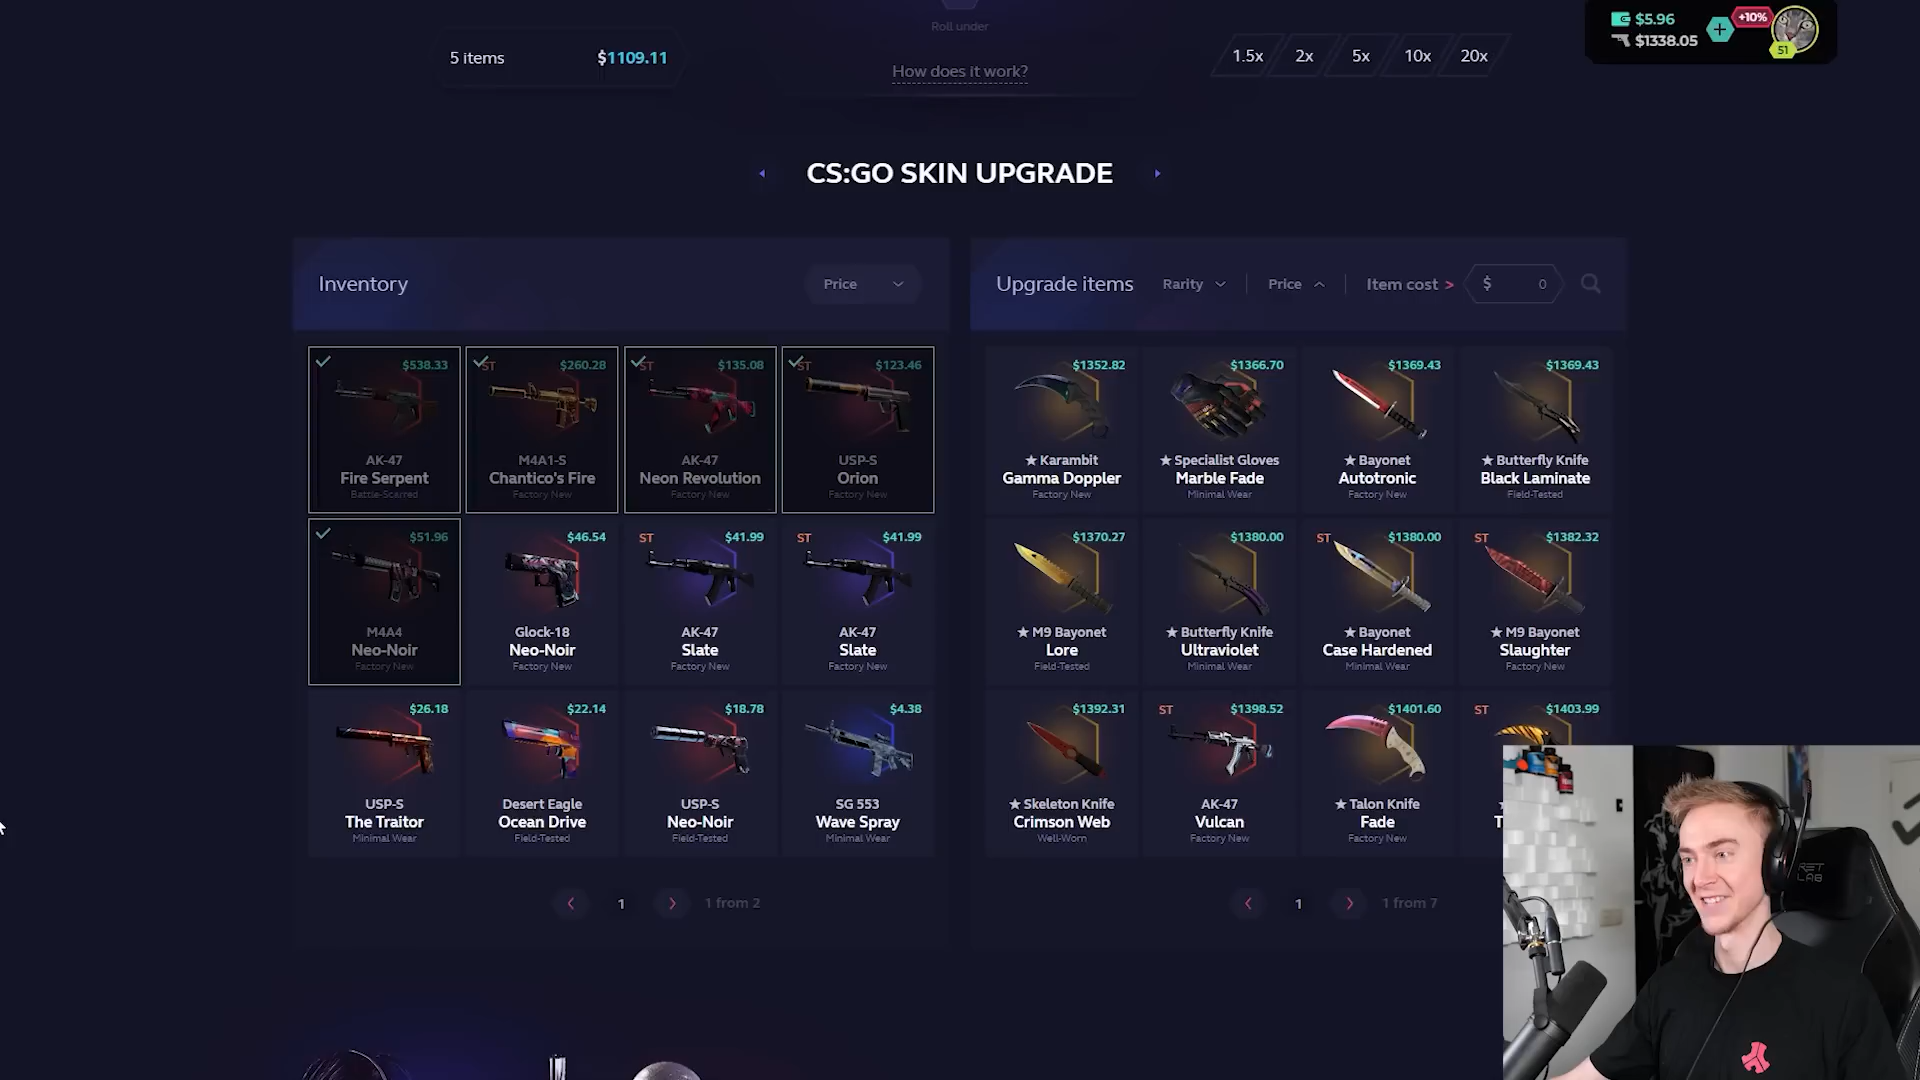 Roll under
5 items
$1109.11
How does it work?
1.5x
2x
5x
10x
20x
$5.96
$1338.05
+10%
51
CS:GO SKIN UPGRADE
Inventory
Price
Upgrade items
Rarity
Price
Item cost >
$ 0
$538.33
AK-47
Fire Serpent
Battle-Scarred
ST
$260.28
M4A1-S
Chantico's Fire
Factory New
ST
$135.08
AK-47
Neon Revolution
Factory New
ST
$123.46
USP-S
Orion
Factory New
$1352.82
★ Karambit
Gamma Doppler
Factory New
$1366.70
★ Specialist Gloves
Marble Fade
Minimal Wear
$1369.43
★ Bayonet
Autotronic
Factory New
$1369.43
★ Butterfly Knife
Black Laminate
Field-Tested
$51.96
M4A4
Neo-Noir
Factory New
$46.54
Glock-18
Neo-Noir
Factory New
ST
$41.99
AK-47
Slate
Factory New
ST
$41.99
AK-47
Slate
Factory New
$1370.27
★ M9 Bayonet
Lore
Field-Tested
$1380.00
★ Butterfly Knife
Ultraviolet
Minimal Wear
ST
$1380.00
★ Bayonet
Case Hardened
Minimal Wear
ST
$1382.32
★ M9 Bayonet
Slaughter
Factory New
$26.18
USP-S
The Traitor
Minimal Wear
$22.14
Desert Eagle
Ocean Drive
Field-Tested
$18.78
USP-S
Neo-Noir
Field-Tested
$4.38
SG 553
Wave Spray
Minimal Wear
$1392.31
★ Skeleton Knife
Crimson Web
Well-Worn
ST
$1398.52
AK-47
Vulcan
Factory New
$1401.60
★ Talon Knife
Fade
Factory New
ST
$1403.99
1
1 from 2
1
1 from 7